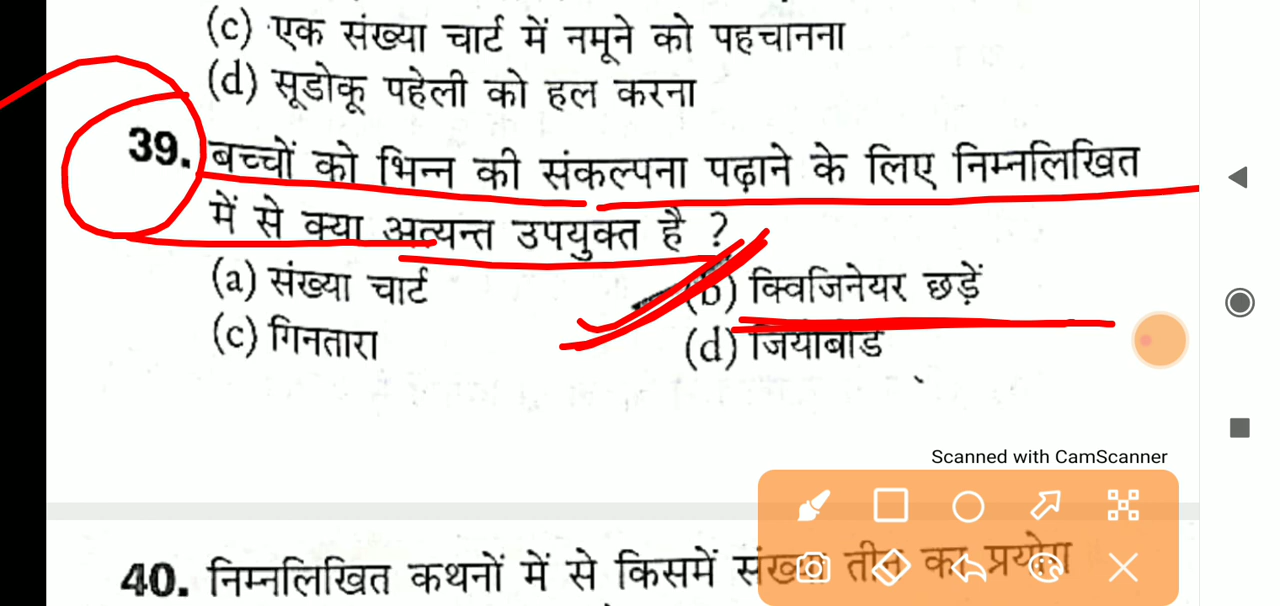 (c) एक संख्या चार्ट में नमूने को पहचानना
(d) सूडोकू पहेली को हल करना
39. बच्चों को भिन्न की संकल्पना पढ़ाने के लिए निम्नलिखित
में से क्या अत्यन्त उपयुक्त है ?
(a) संख्या चार्ट (b) क्विजिनेयर छड़ें
(c) गिनतारा (d) जियोबोर्ड
Scanned with CamScanner
40. निम्नलिखित कथनों में से किसमें संख्या तीन का प्रयोग